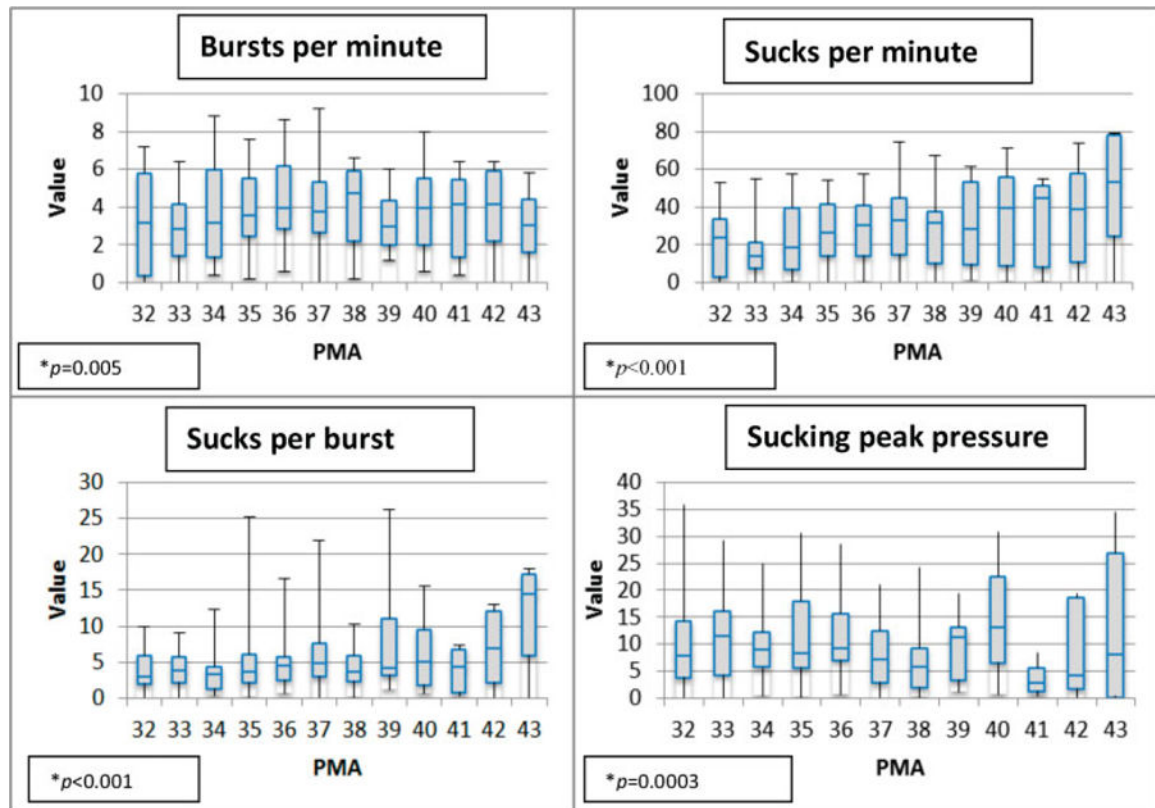 Bursts per minute
10
8
6
4
2
0
Value
32 33 34 35 36 37 38 39 40 41 42 43
PMA
*p=0.005
Sucks per minute
100
80
60
40
20
0
Value
32 33 34 35 36 37 38 39 40 41 42 43
PMA
*p<0.001
Sucks per burst
30
25
20
15
10
5
0
Value
32 33 34 35 36 37 38 39 40 41 42 43
PMA
*p<0.001
Sucking peak pressure
40
35
30
25
20
15
10
5
0
Value
32 33 34 35 36 37 38 39 40 41 42 43
PMA
*p=0.0003